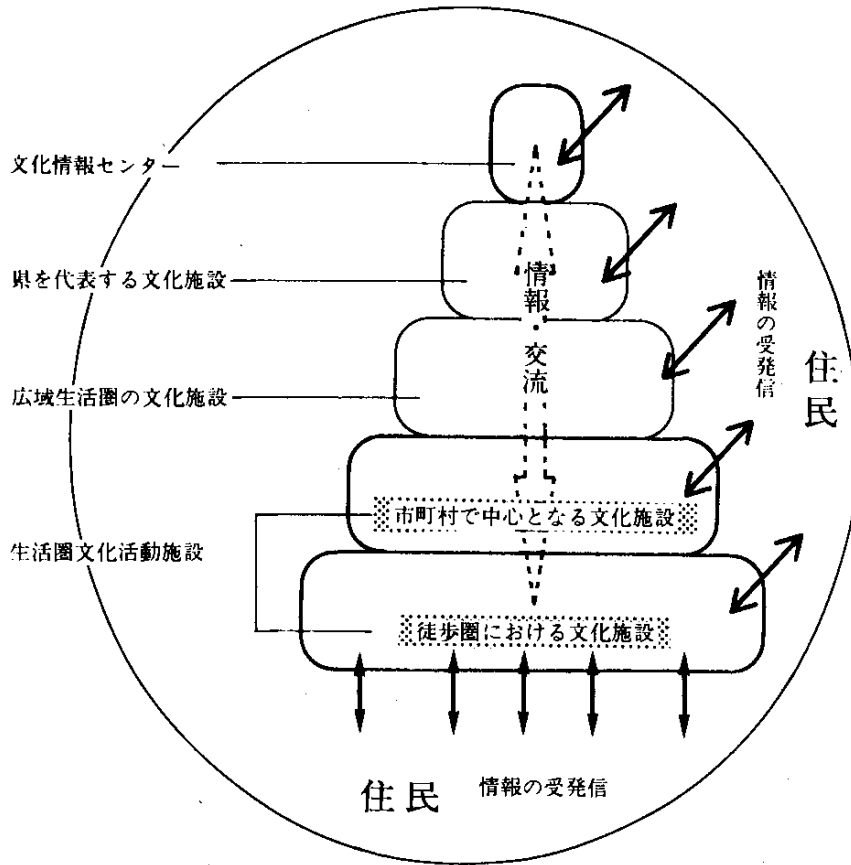 文化情報センター
県を代表する文化施設
広域生活圏の文化施設
生活圏文化活動施設
情報・交流
市町村で中心となる文化施設
徒歩圏における文化施設
情報の受発信
住民
住民
情報の受発信